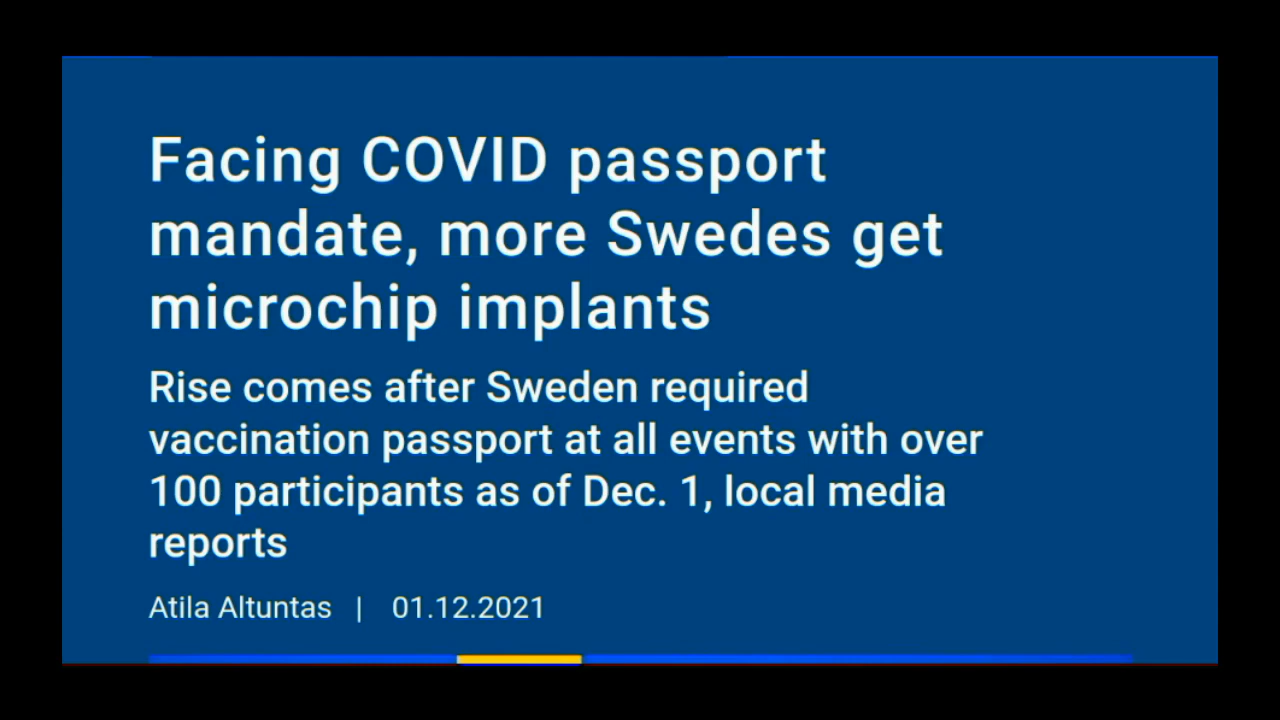 Facing COVID passport
mandate, more Swedes get
microchip implants
Rise comes after Sweden required
vaccination passport at all events with over
100 participants as of Dec. 1, local media
reports
Atila Altuntas | 01.12.2021